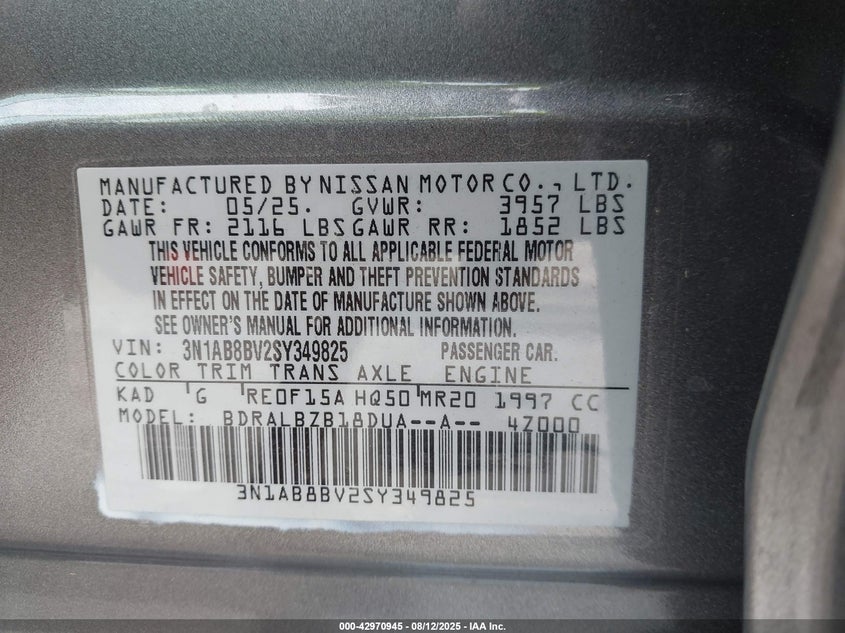 MANUFACTURED BY NISSAN MOTOR CO., LTD.
DATE: 05/25. GVWR: 3957 LBS
GAWR FR: 2116 LBS GAWR RR: 1852 LBS
THIS VEHICLE CONFORMS TO ALL APPLICABLE FEDERAL MOTOR
VEHICLE SAFETY, BUMPER AND THEFT PREVENTION STANDARDS
IN EFFECT ON THE DATE OF MANUFACTURE SHOWN ABOVE.
SEE OWNER'S MANUAL FOR ADDITIONAL INFORMATION.
VIN: 3N1AB8BV2SY349825 PASSENGER CAR.
COLOR TRIM TRANS AXLE ENGINE
KAD G RE0F15A HQ50 MR20 1997 CC
MODEL: BDRALBZB18DUA--A-- 4Z000
3N1AB8BV2SY349825
000-42970945 - 08/12/2025 - IAA Inc.